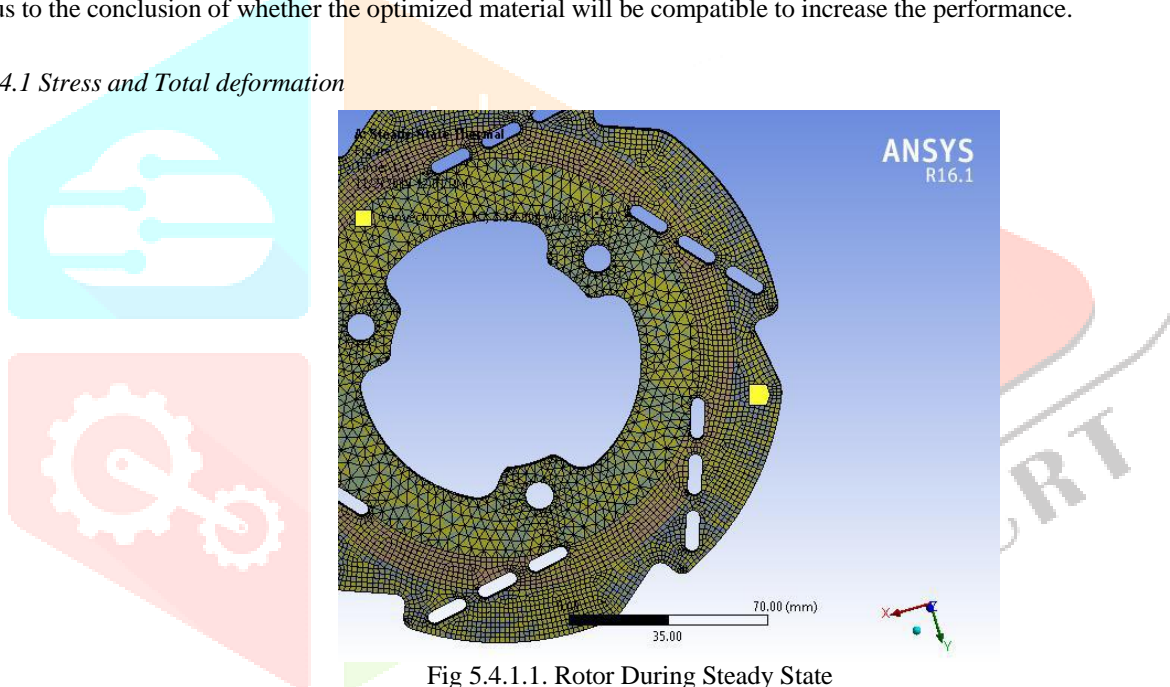 us to the conclusion of whether the optimized material will be compatible to increase the performance.
4.1 Stress and Total deformation
A: Steady-State Thermal
ANSYS
R16.1
70.00 (mm)
35.00
X
Z
Y
Fig 5.4.1.1. Rotor During Steady State